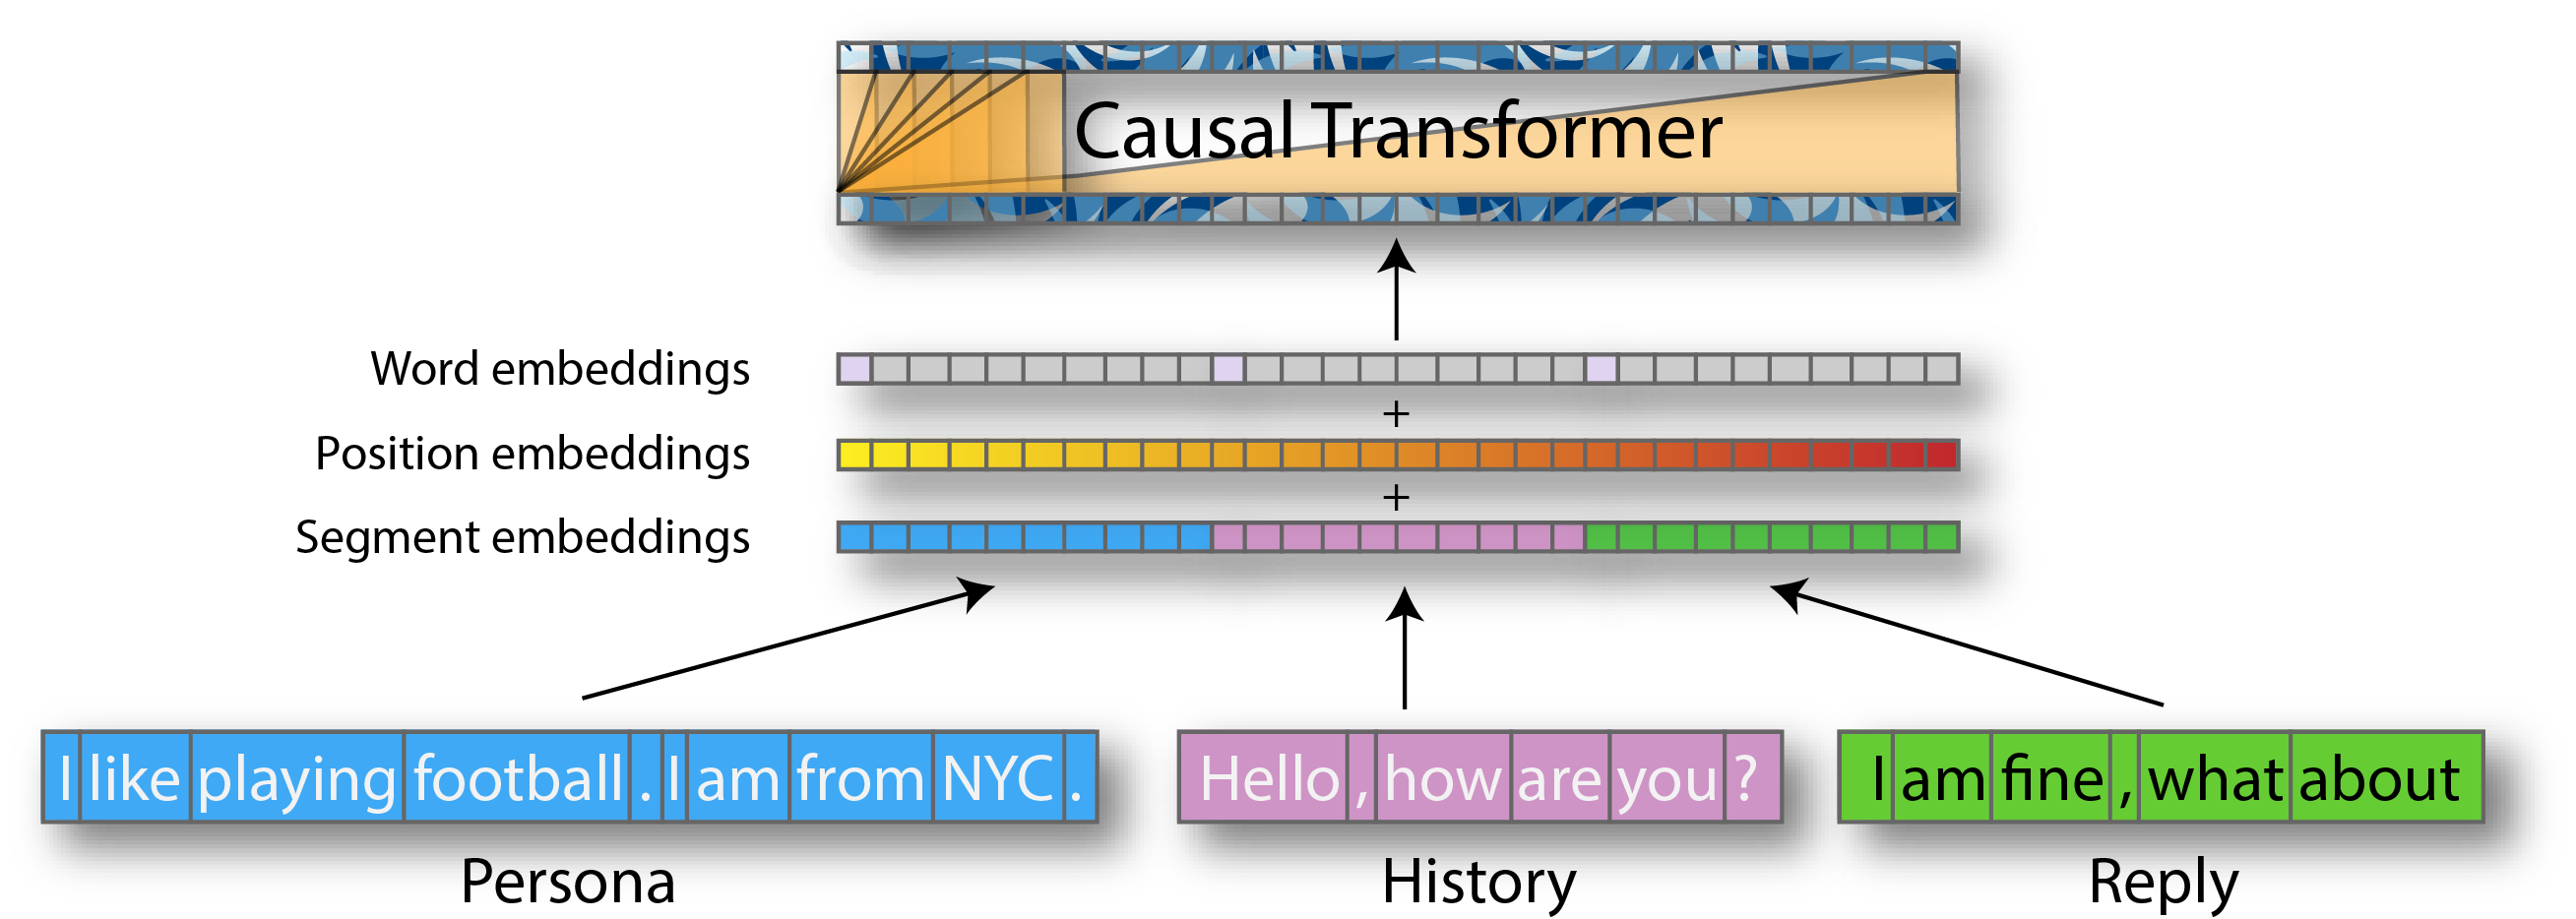 Causal Transformer
Word embeddings
+
Position embeddings
+
Segment embeddings
I like playing football . I am from NYC .
Hello , how are you ?
I am fine , what about
Persona
History
Reply